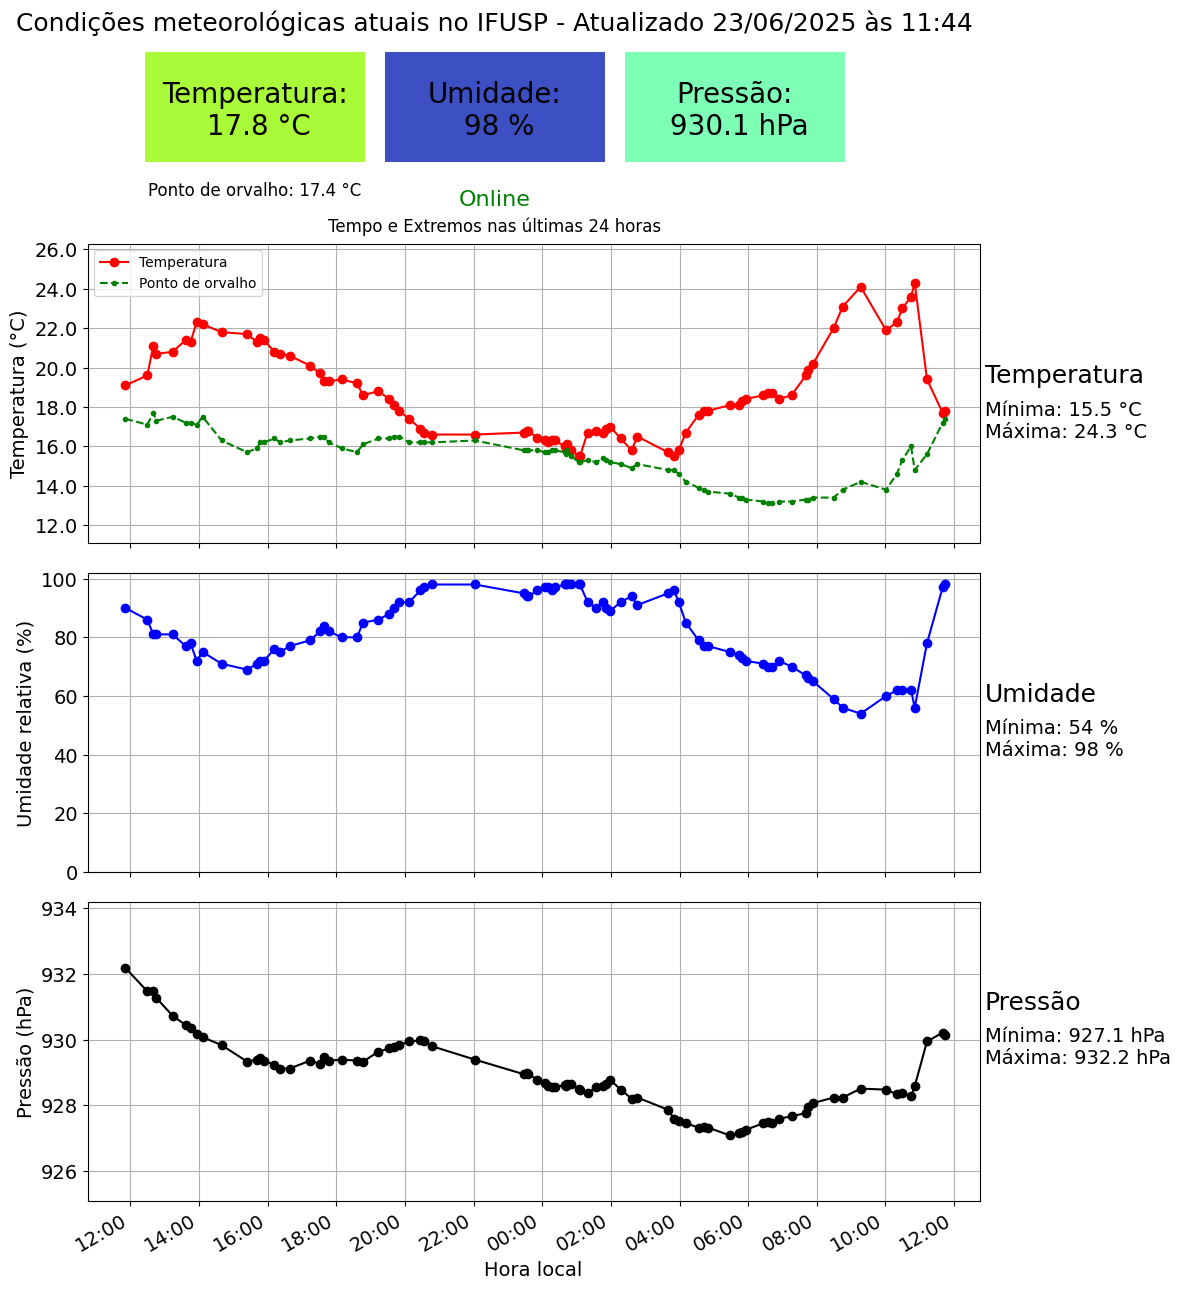 Condições meteorológicas atuais no IFUSP - Atualizado 23/06/2025 às 11:44
Temperatura:
17.8 °C
Umidade:
98 %
Pressão:
930.1 hPa
Ponto de orvalho: 17.4 °C
Online
Tempo e Extremos nas últimas 24 horas
Temperatura (°C)
26.0
24.0
22.0
20.0
18.0
16.0
14.0
12.0
Temperatura
Ponto de orvalho
Temperatura
Mínima: 15.5 °C
Máxima: 24.3 °C
Umidade relativa (%)
100
80
60
40
20
0
Umidade
Mínima: 54 %
Máxima: 98 %
Pressão (hPa)
934
932
930
928
926
Pressão
Mínima: 927.1 hPa
Máxima: 932.2 hPa
12:00
14:00
16:00
18:00
20:00
22:00
00:00
02:00
04:00
06:00
08:00
10:00
12:00
Hora local